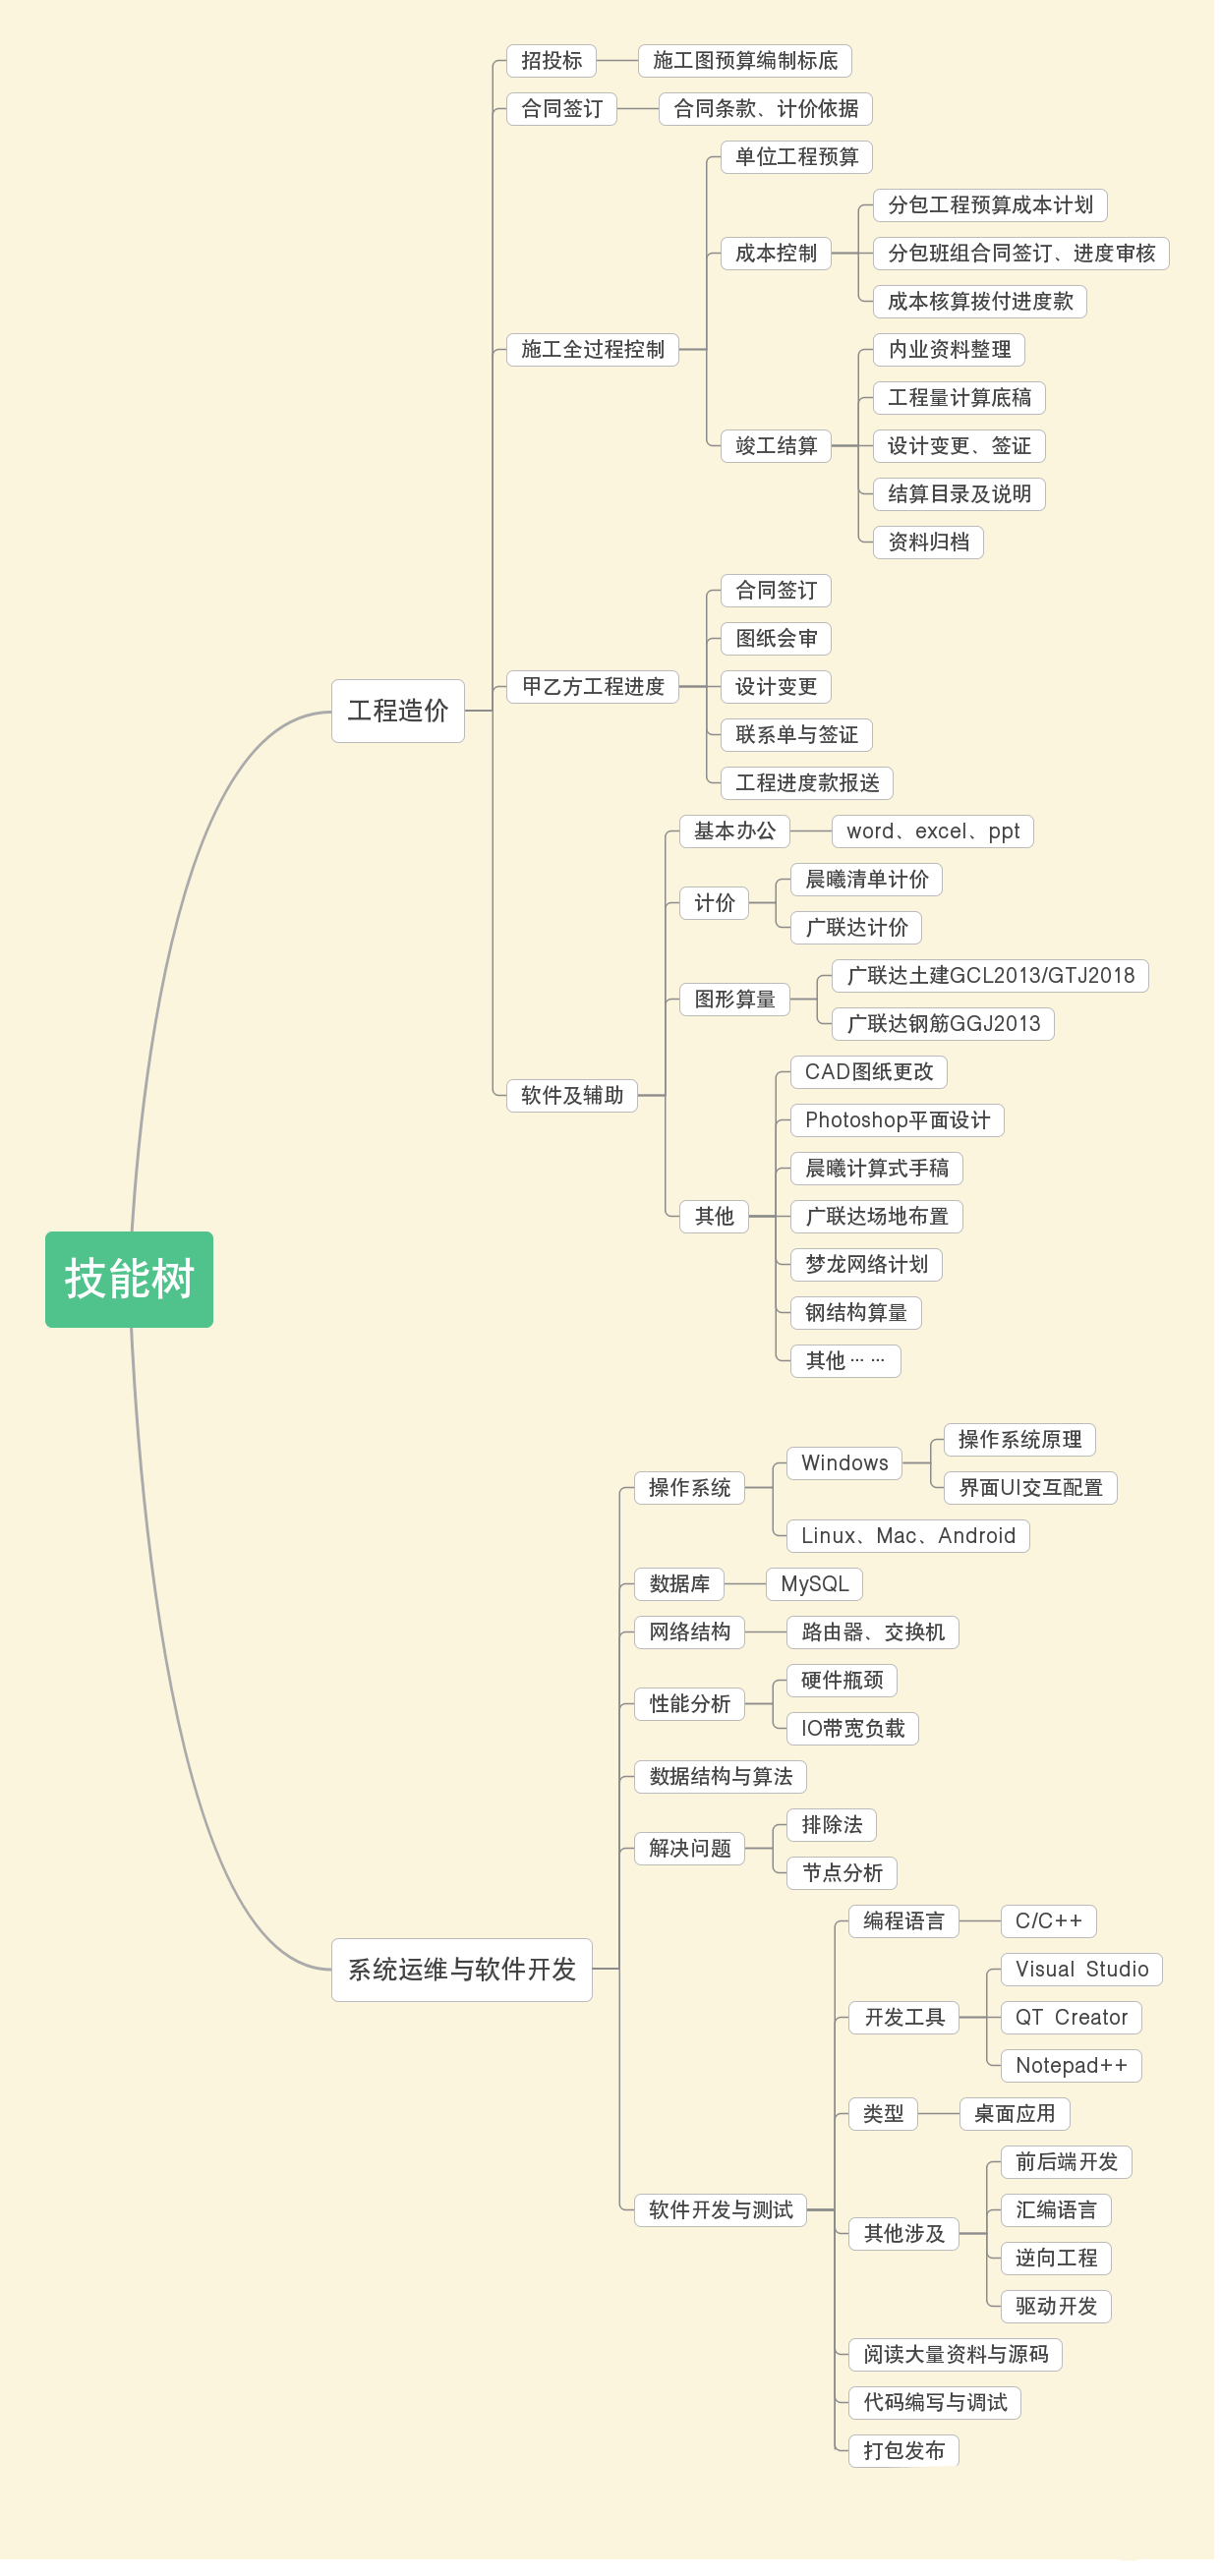 招投标
施工图预算编制标底
合同签订
合同条款、计价依据
单位工程预算
分包工程预算成本计划
成本控制
分包班组合同签订、进度审核
成本核算拨付进度款
施工全过程控制
内业资料整理
工程量计算底稿
竣工结算
设计变更、签证
结算目录及说明
资料归档
合同签订
图纸会审
工程造价
甲乙方工程进度
设计变更
联系单与签证
工程进度款报送
基本办公
word、excel、ppt
晨曦清单计价
计价
广联达计价
广联达土建GCL2013/GTJ2018
图形算量
广联达钢筋GGJ2013
软件及辅助
CAD图纸更改
Photoshop平面设计
晨曦计算式手稿
其他
广联达场地布置
梦龙网络计划
钢结构算量
其他……
技能树
操作系统
Windows
操作系统原理
界面UI交互配置
Linux、Mac、Android
数据库
MySQL
网络结构
路由器、交换机
硬件瓶颈
性能分析
IO带宽负载
数据结构与算法
排除法
解决问题
节点分析
系统运维与软件开发
编程语言
C/C++
Visual Studio
开发工具
QT Creator
Notepad++
类型
桌面应用
前后端开发
软件开发与测试
汇编语言
其他涉及
逆向工程
驱动开发
阅读大量资料与源码
代码编写与调试
打包发布